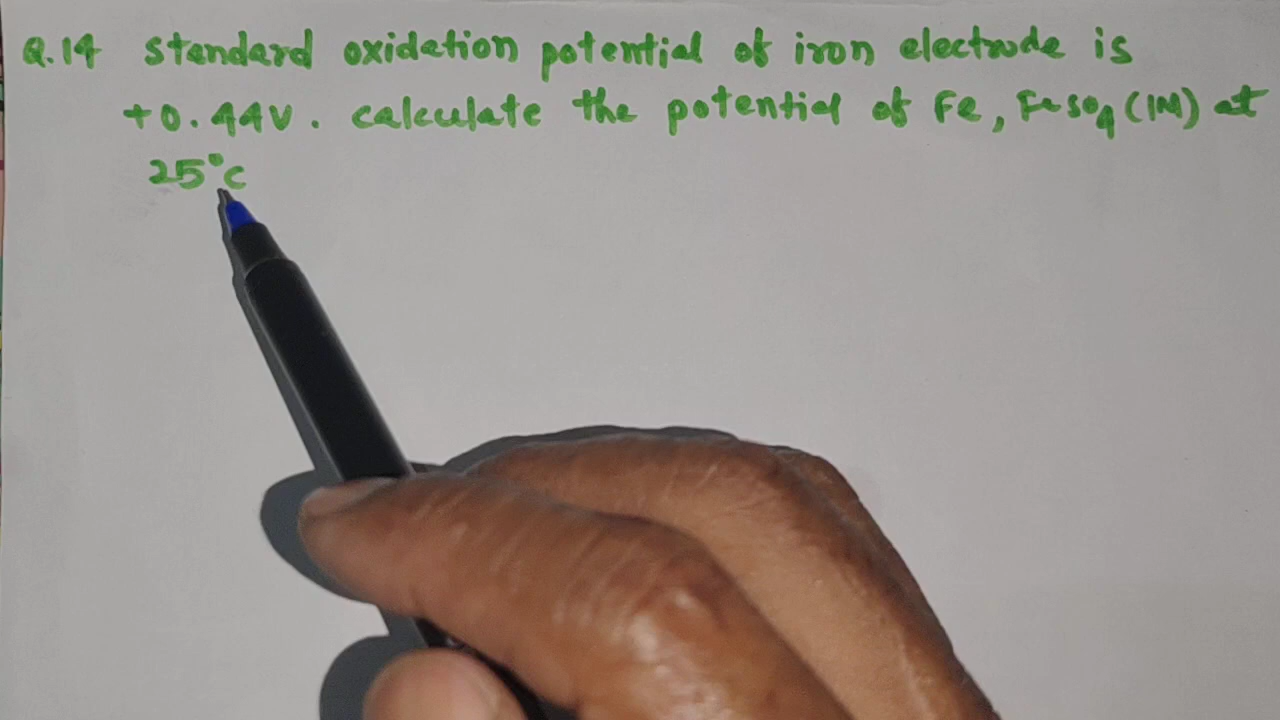 Q.14 standard oxidation potential of iron electrode is
+0.44V. calculate the potential of Fe, FeSO4 (1M) at
25°c